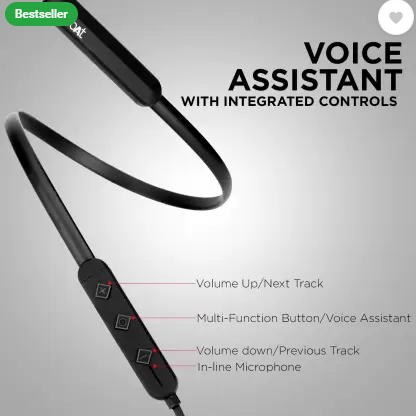 Bestseller
VOICE
ASSISTANT
WITH INTEGRATED CONTROLS
Volume Up/Next Track
Multi-Function Button/Voice Assistant
Volume down/Previous Track
In-line Microphone